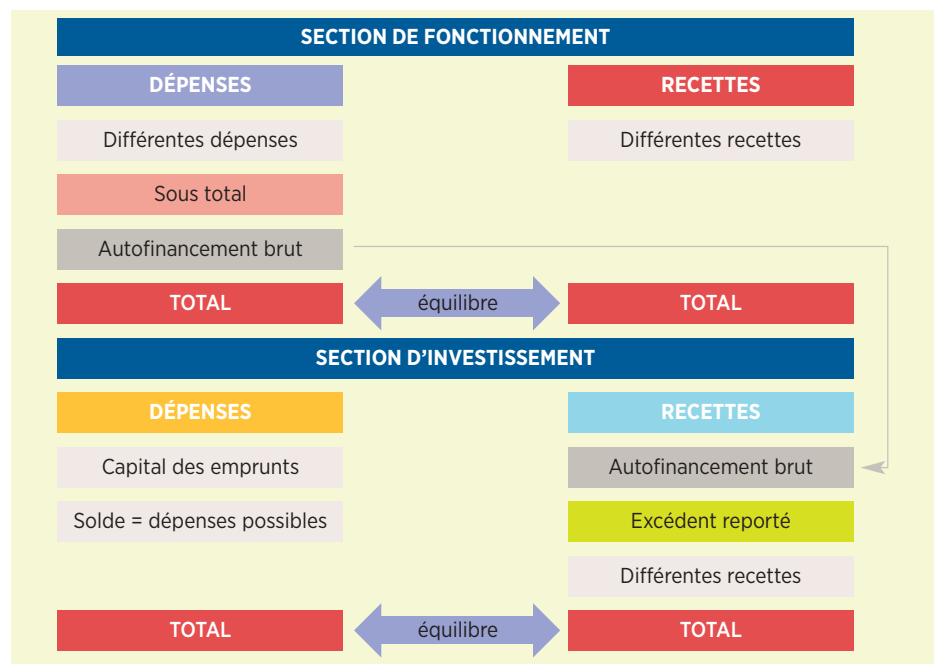 SECTION DE FONCTIONNEMENT
DÉPENSES
RECETTES
Différentes dépenses
Différentes recettes
Sous total
Autofinancement brut
TOTAL
équilibre
TOTAL
SECTION D'INVESTISSEMENT
DÉPENSES
RECETTES
Capital des emprunts
Autofinancement brut
Solde = dépenses possibles
Excédent reporté
Différentes recettes
TOTAL
équilibre
TOTAL